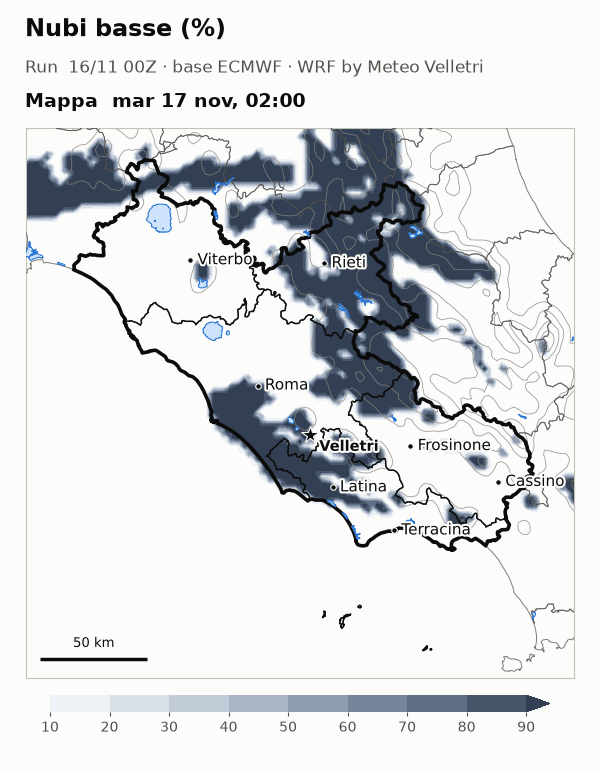 Nubi basse (%)
Run  16/11 00Z · base ECMWF · WRF by Meteo Velletri
Mappa  mar 17 nov, 02:00
Viterbo
Rieti
Roma
Velletri
Frosinone
Latina
Cassino
Terracina
50 km
10 20 30 40 50 60 70 80 90